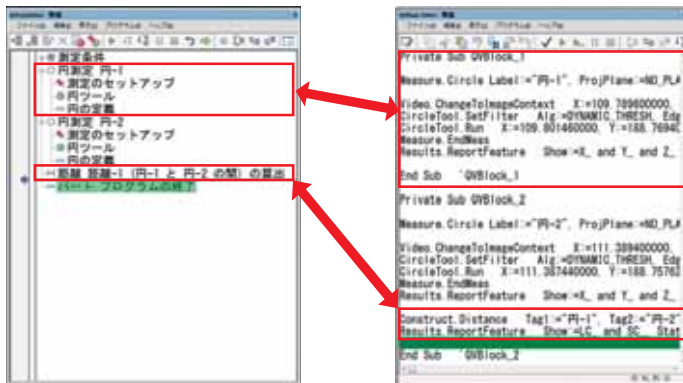 測定条件
円測定 円-1
測定のセットアップ
円ツール
円の定義
円測定 円-2
測定のセットアップ
円ツール
円の定義
距離 距離-1 (円-1 と 円-2 の間) の算出
パート プログラムの終了
Private Sub QVBlock_1
Measure.Circle Label:="円-1", ProjPlane:=NO_PLA
Video.ChangeToImageContext X:=109.789600000,
CircleTool.SetFilter Alg:=DYNAMIC_THRESH, Edg
CircleTool.Run X:=109.801460000, Y:=188.7694
Measure.EndMeas
Results.ReportFeature Show:=X_ and Y_ and Z_
End Sub 'QVBlock_1
Private Sub QVBlock_2
Measure.Circle Label:="円-2", ProjPlane:=NO_PLA
Video.ChangeToImageContext X:=111.389400000,
CircleTool.SetFilter Alg:=DYNAMIC_THRESH, Edg
CircleTool.Run X:=111.387440000, Y:=188.75762
Measure.EndMeas
Results.ReportFeature Show:=X_ and Y_ and Z_
Construct.Distance Tag1:="円-1", Tag2:="円-2"
Results.ReportFeature Show:=LC_ and SC_ Stat
End Sub 'QVBlock_2